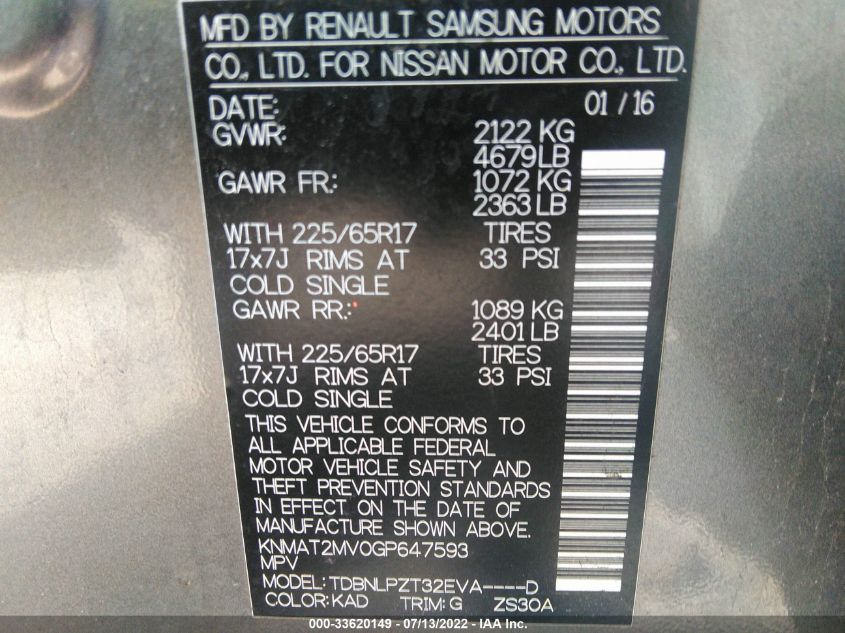 MFD BY RENAULT SAMSUNG MOTORS
CO., LTD. FOR NISSAN MOTOR CO., LTD.
DATE: 01 / 16
GVWR: 2122 KG
4679 LB
GAWR FR.: 1072 KG
2363 LB
WITH 225/65R17 TIRES
17x7J RIMS AT 33 PSI
COLD SINGLE
GAWR RR.: 1089 KG
2401 LB
WITH 225/65R17 TIRES
17x7J RIMS AT 33 PSI
COLD SINGLE
THIS VEHICLE CONFORMS TO
ALL APPLICABLE FEDERAL
MOTOR VEHICLE SAFETY AND
THEFT PREVENTION STANDARDS
IN EFFECT ON THE DATE OF
MANUFACTURE SHOWN ABOVE.
KNMAT2MV0GP647593
MPV
MODEL: TDBNLPZT32EVA----D
COLOR: KAD TRIM: G ZS30A
000-33620149 - 07/13/2022 - IAA Inc.